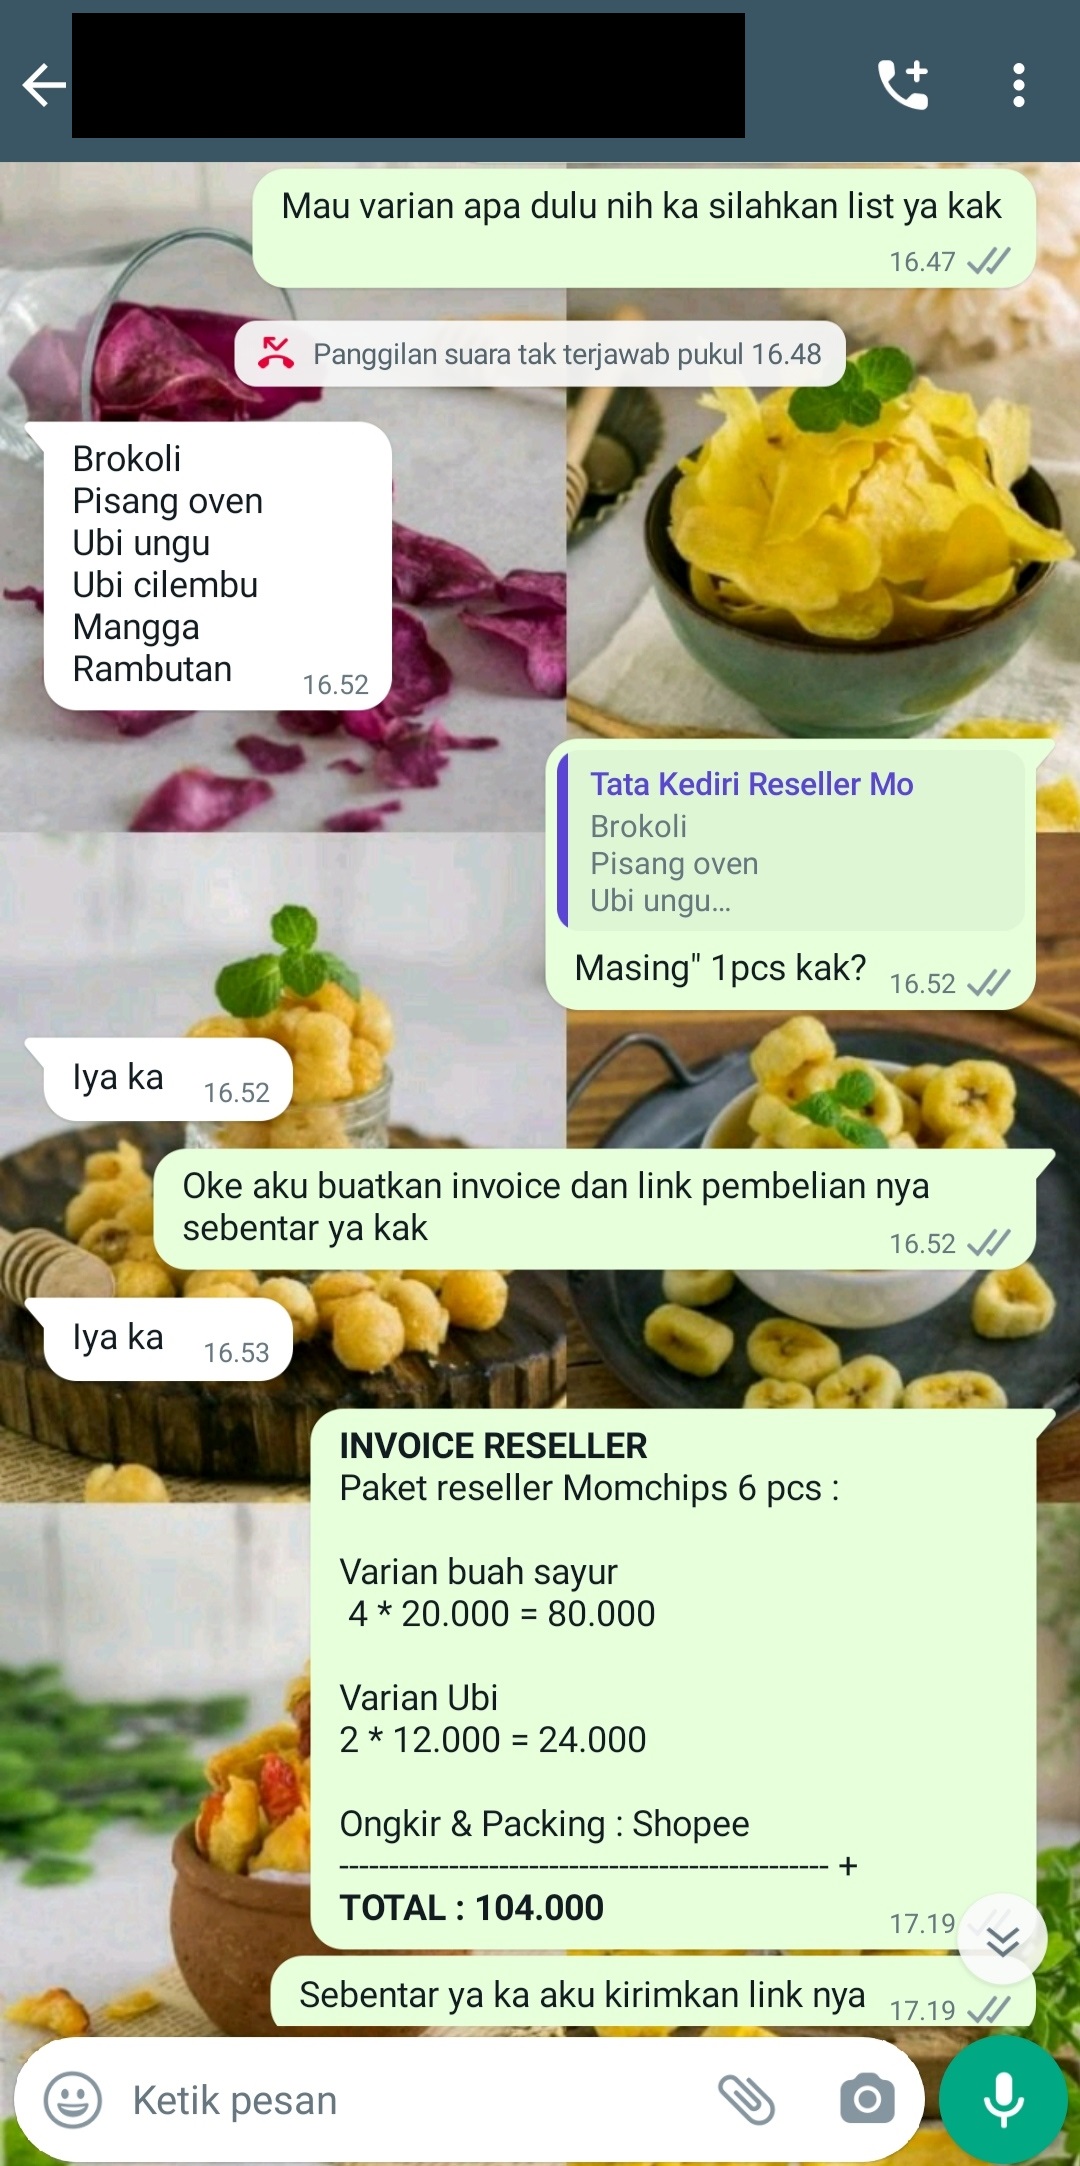 Mau varian apa dulu nih ka silahkan list ya kak
16.47
Panggilan suara tak terjawab pukul 16.48
Brokoli
Pisang oven
Ubi ungu
Ubi cilembu
Mangga
Rambutan
16.52
Tata Kediri Reseller Mo
Brokoli
Pisang oven
Ubi ungu...
Masing" 1pcs kak?
16.52
Iya ka
16.52
Oke aku buatkan invoice dan link pembelian nya
sebentar ya kak
16.52
Iya ka
16.53
INVOICE RESELLER
Paket reseller Momchips 6 pcs :
Varian buah sayur
4 * 20.000 = 80.000
Varian Ubi
2 * 12.000 = 24.000
Ongkir & Packing : Shopee
------------------------------------------------- +
TOTAL : 104.000
17.19
Sebentar ya ka aku kirimkan link nya
17.19
Ketik pesan